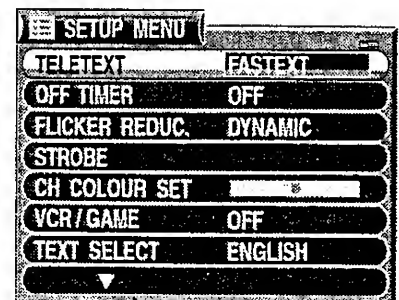 SETUP MENU
TELETEXT FASTEXT
OFF TIMER OFF
FLICKER REDUC. DYNAMIC
STROBE
CH COLOUR SET
VCR/GAME OFF
TEXT SELECT ENGLISH